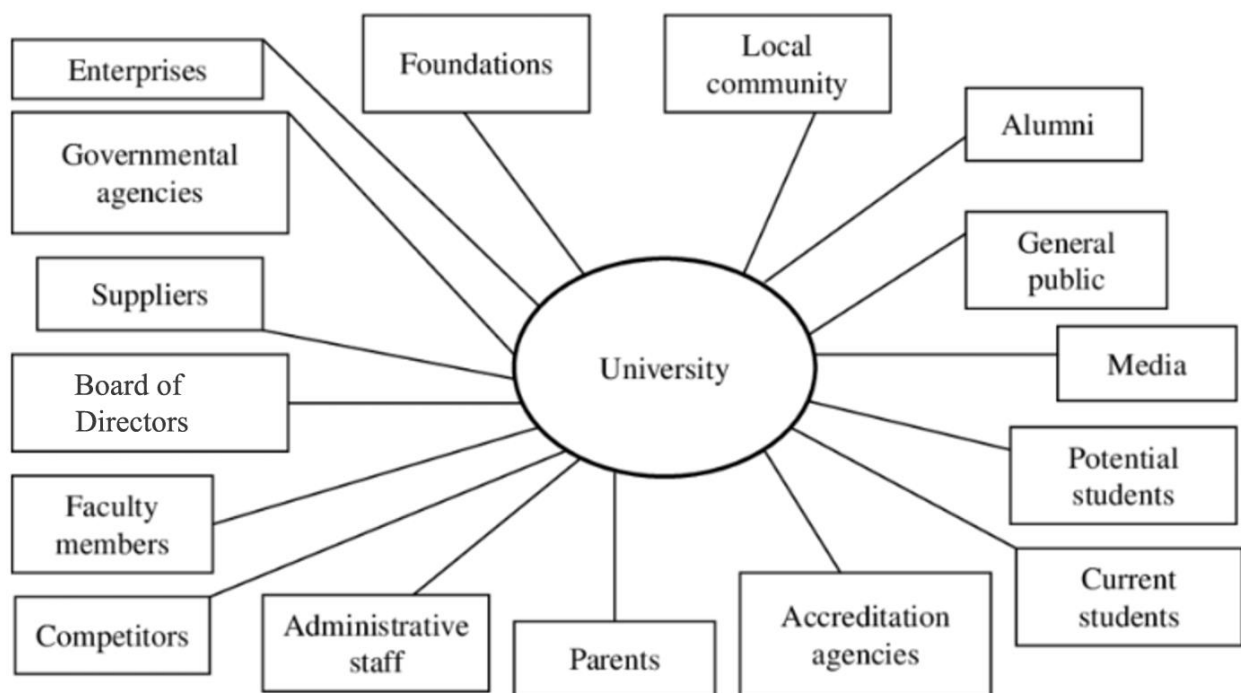 Enterprises
Foundations
Local
community
Alumni
Governmental
agencies
General
public
Suppliers
University
Media
Board of
Directors
Potential
students
Faculty
members
Current
students
Competitors
Administrative
staff
Parents
Accreditation
agencies